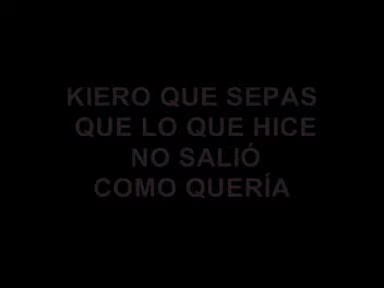 KIERO QUE SEPAS
QUE LO QUE HICE
NO SALIÓ
COMO QUERÍA